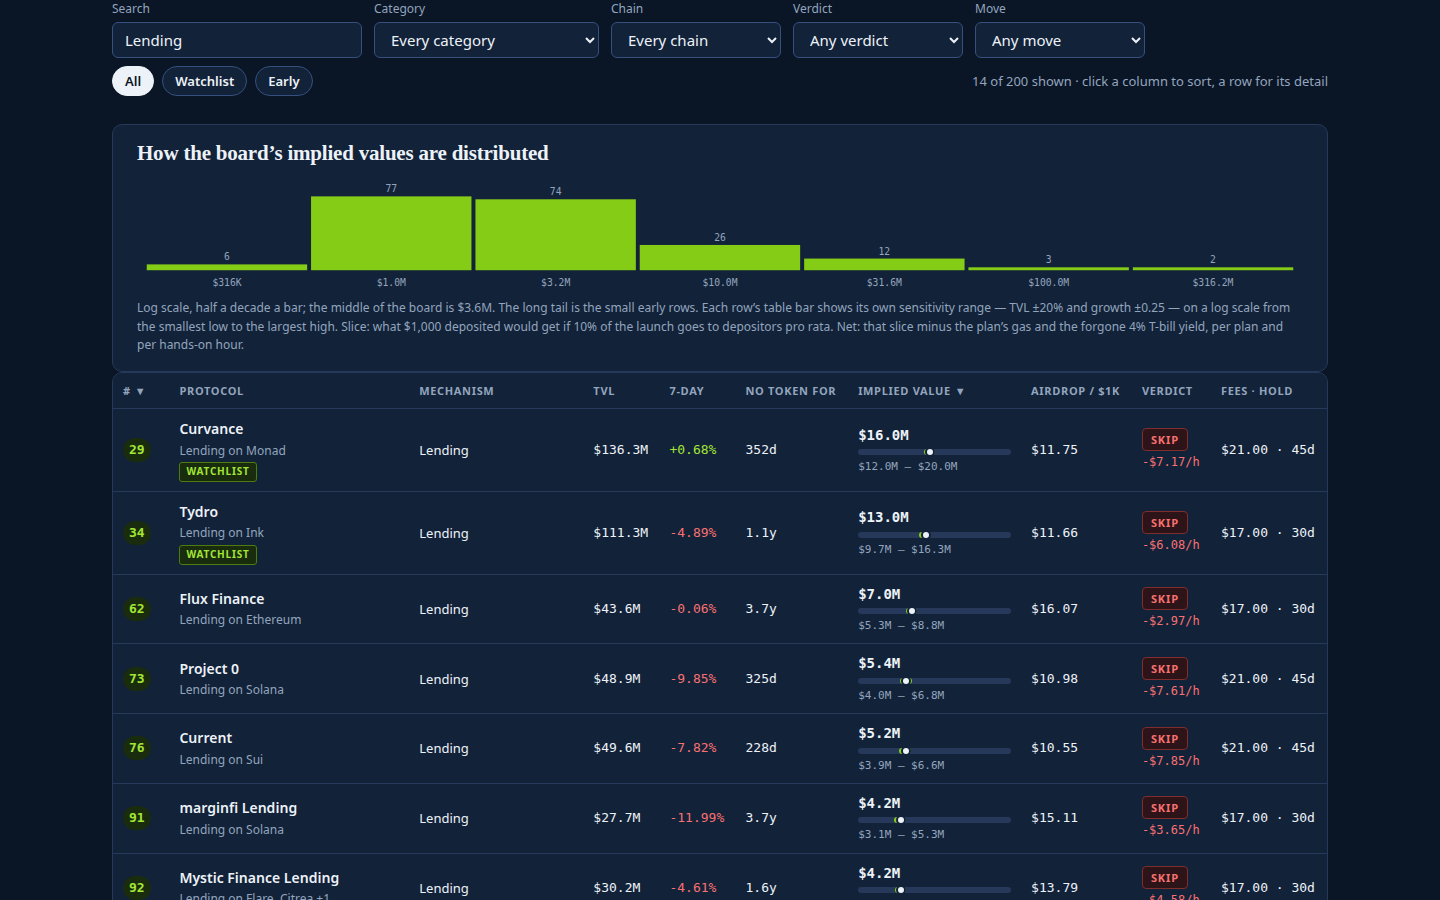 Search Category Chain Verdict Move
Lending Every category Every chain Any verdict Any move
All Watchlist Early 14 of 200 shown · click a column to sort, a row for its detail
How the board’s implied values are distributed
6 77 74 26 12 3 2
$316K $1.0M $3.2M $10.0M $31.6M $100.0M $316.2M
Log scale, half a decade a bar; the middle of the board is $3.6M. The long tail is the small early rows. Each row’s table bar shows its own sensitivity range — TVL ±20% and growth ±0.25 — on a log scale from
the smallest low to the largest high. Slice: what $1,000 deposited would get if 10% of the launch goes to depositors pro rata. Net: that slice minus the plan’s gas and the forgone 4% T-bill yield, per plan and
per hands-on hour.
# ▼ PROTOCOL MECHANISM TVL 7-DAY NO TOKEN FOR IMPLIED VALUE ▼ AIRDROP / $1K VERDICT FEES · HOLD
29 Curvance Lending $136.3M +0.68% 352d $16.0M $11.75 SKIP $21.00 · 45d
Lending on Monad $12.0M — $20.0M -$7.17/h
WATCHLIST
34 Tydro Lending $111.3M -4.89% 1.1y $13.0M $11.66 SKIP $17.00 · 30d
Lending on Ink $9.7M — $16.3M -$6.08/h
WATCHLIST
62 Flux Finance Lending $43.6M -0.06% 3.7y $7.0M $16.07 SKIP $17.00 · 30d
Lending on Ethereum $5.3M — $8.8M -$2.97/h
73 Project 0 Lending $48.9M -9.85% 325d $5.4M $10.98 SKIP $21.00 · 45d
Lending on Solana $4.0M — $6.8M -$7.61/h
76 Current Lending $49.6M -7.82% 228d $5.2M $10.55 SKIP $21.00 · 45d
Lending on Sui $3.9M — $6.6M -$7.85/h
91 marginfi Lending Lending $27.7M -11.99% 3.7y $4.2M $15.11 SKIP $17.00 · 30d
Lending on Solana $3.1M — $5.3M -$3.65/h
92 Mystic Finance Lending Lending $30.2M -4.61% 1.6y $4.2M $13.79 SKIP $17.00 · 30d
Lending on Flare, Citrea +1 -$4.58/h